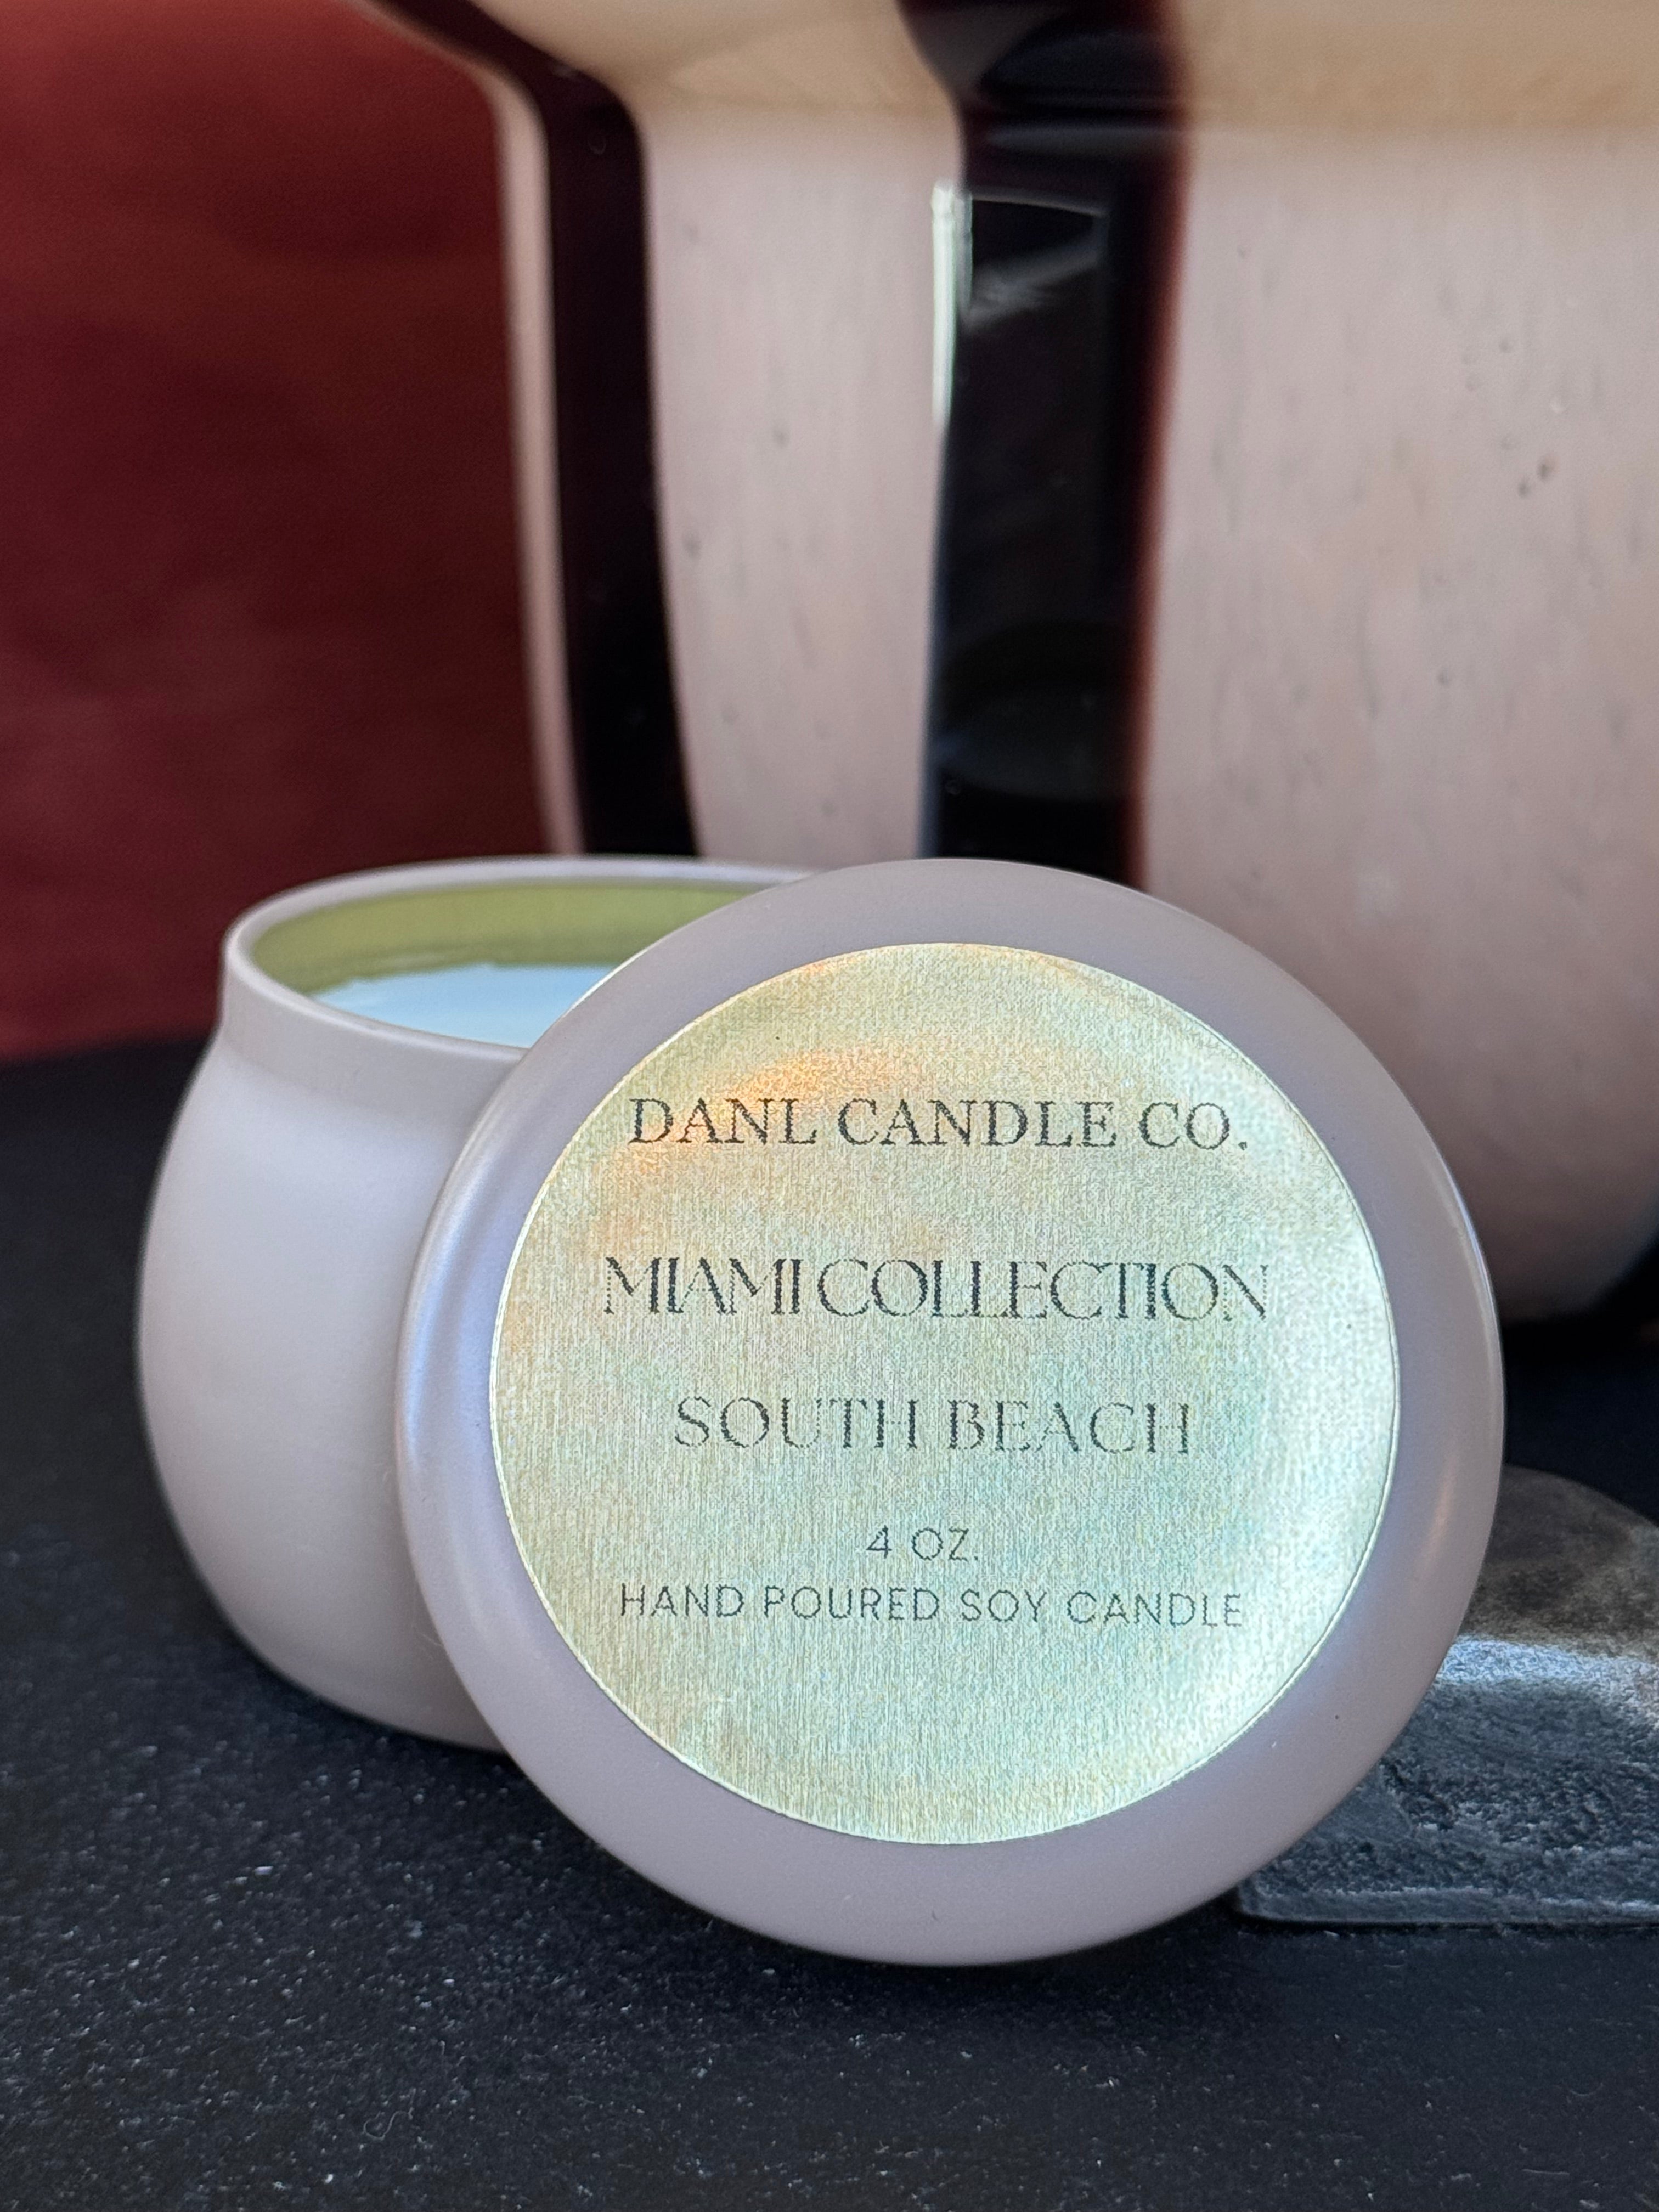 DANL CANDLE CO.
MIAMI COLLECTION
SOUTH BEACH
4 OZ.
HAND POURED SOY CANDLE